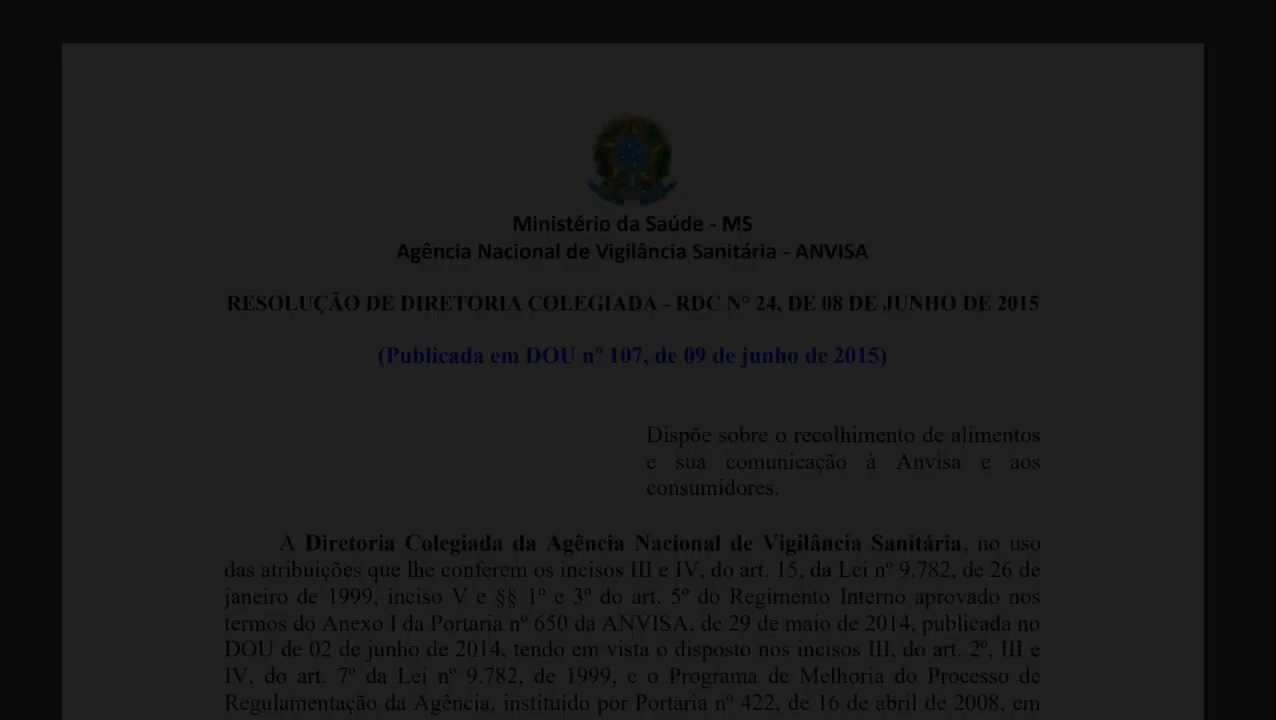 Ministério da Saúde - MS
Agência Nacional de Vigilância Sanitária - ANVISA
RESOLUÇÃO DE DIRETORIA COLEGIADA - RDC N° 24, DE 08 DE JUNHO DE 2015
(Publicada em DOU nº 107, de 09 de junho de 2015)
Dispõe sobre o recolhimento de alimentos
e sua comunicação à Anvisa e aos
consumidores.
A Diretoria Colegiada da Agência Nacional de Vigilância Sanitária, no uso
das atribuições que lhe conferem os incisos III e IV, do art. 15, da Lei nº 9.782, de 26 de
janeiro de 1999, inciso V e §§ 1º e 3º do art. 5º do Regimento Interno aprovado nos
termos do Anexo I da Portaria nº 650 da ANVISA, de 29 de maio de 2014, publicada no
DOU de 02 de junho de 2014, tendo em vista o disposto nos incisos III, do art. 2º, III e
IV, do art. 7º da Lei nº 9.782, de 1999, e o Programa de Melhoria do Processo de
Regulamentação da Agência, instituído por Portaria nº 422, de 16 de abril de 2008, em